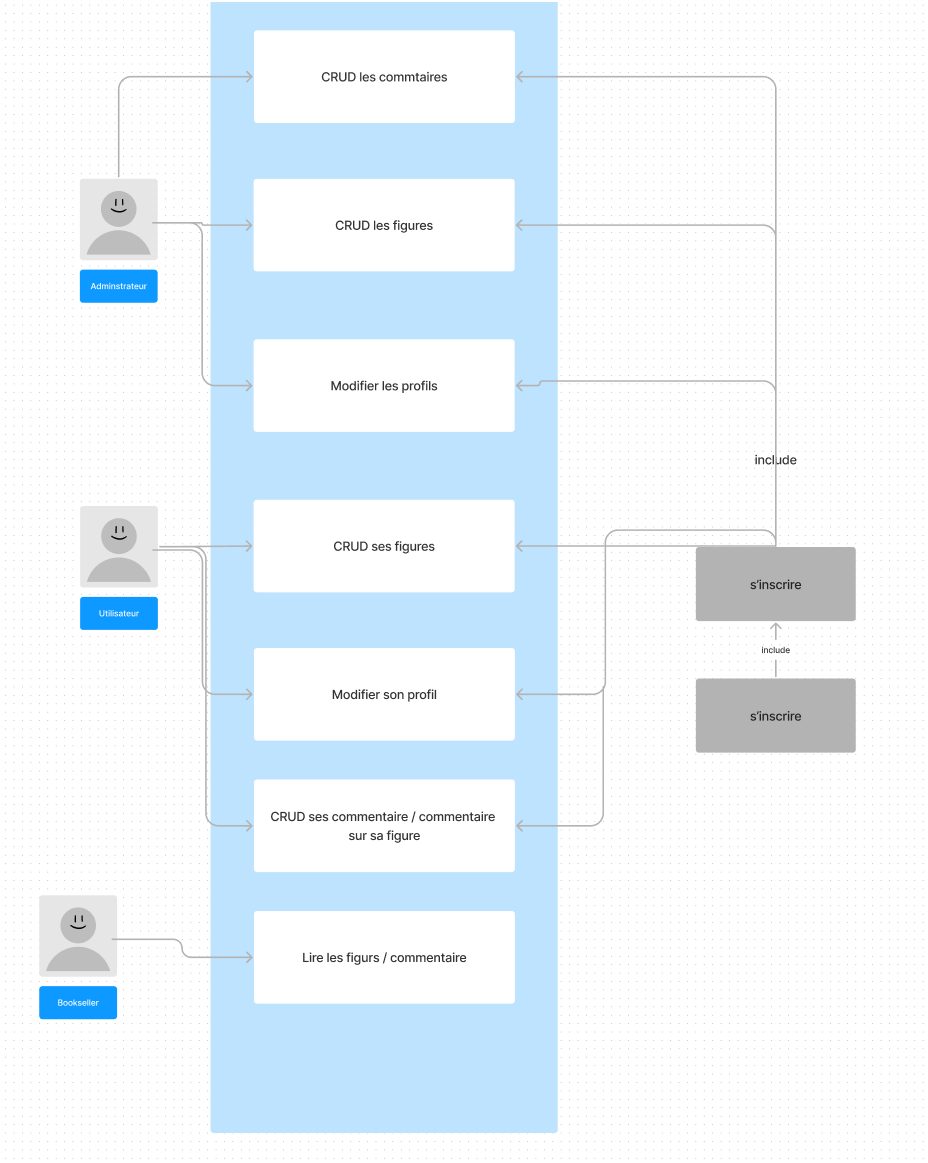 CRUD les commtaires
CRUD les figures
Adminstrateur
Modifier les profils
include
CRUD ses figures
s'inscrire
Utilisateur
include
Modifier son profil
s'inscrire
CRUD ses commentaire / commentaire
sur sa figure
Lire les figurs / commentaire
Bookseller